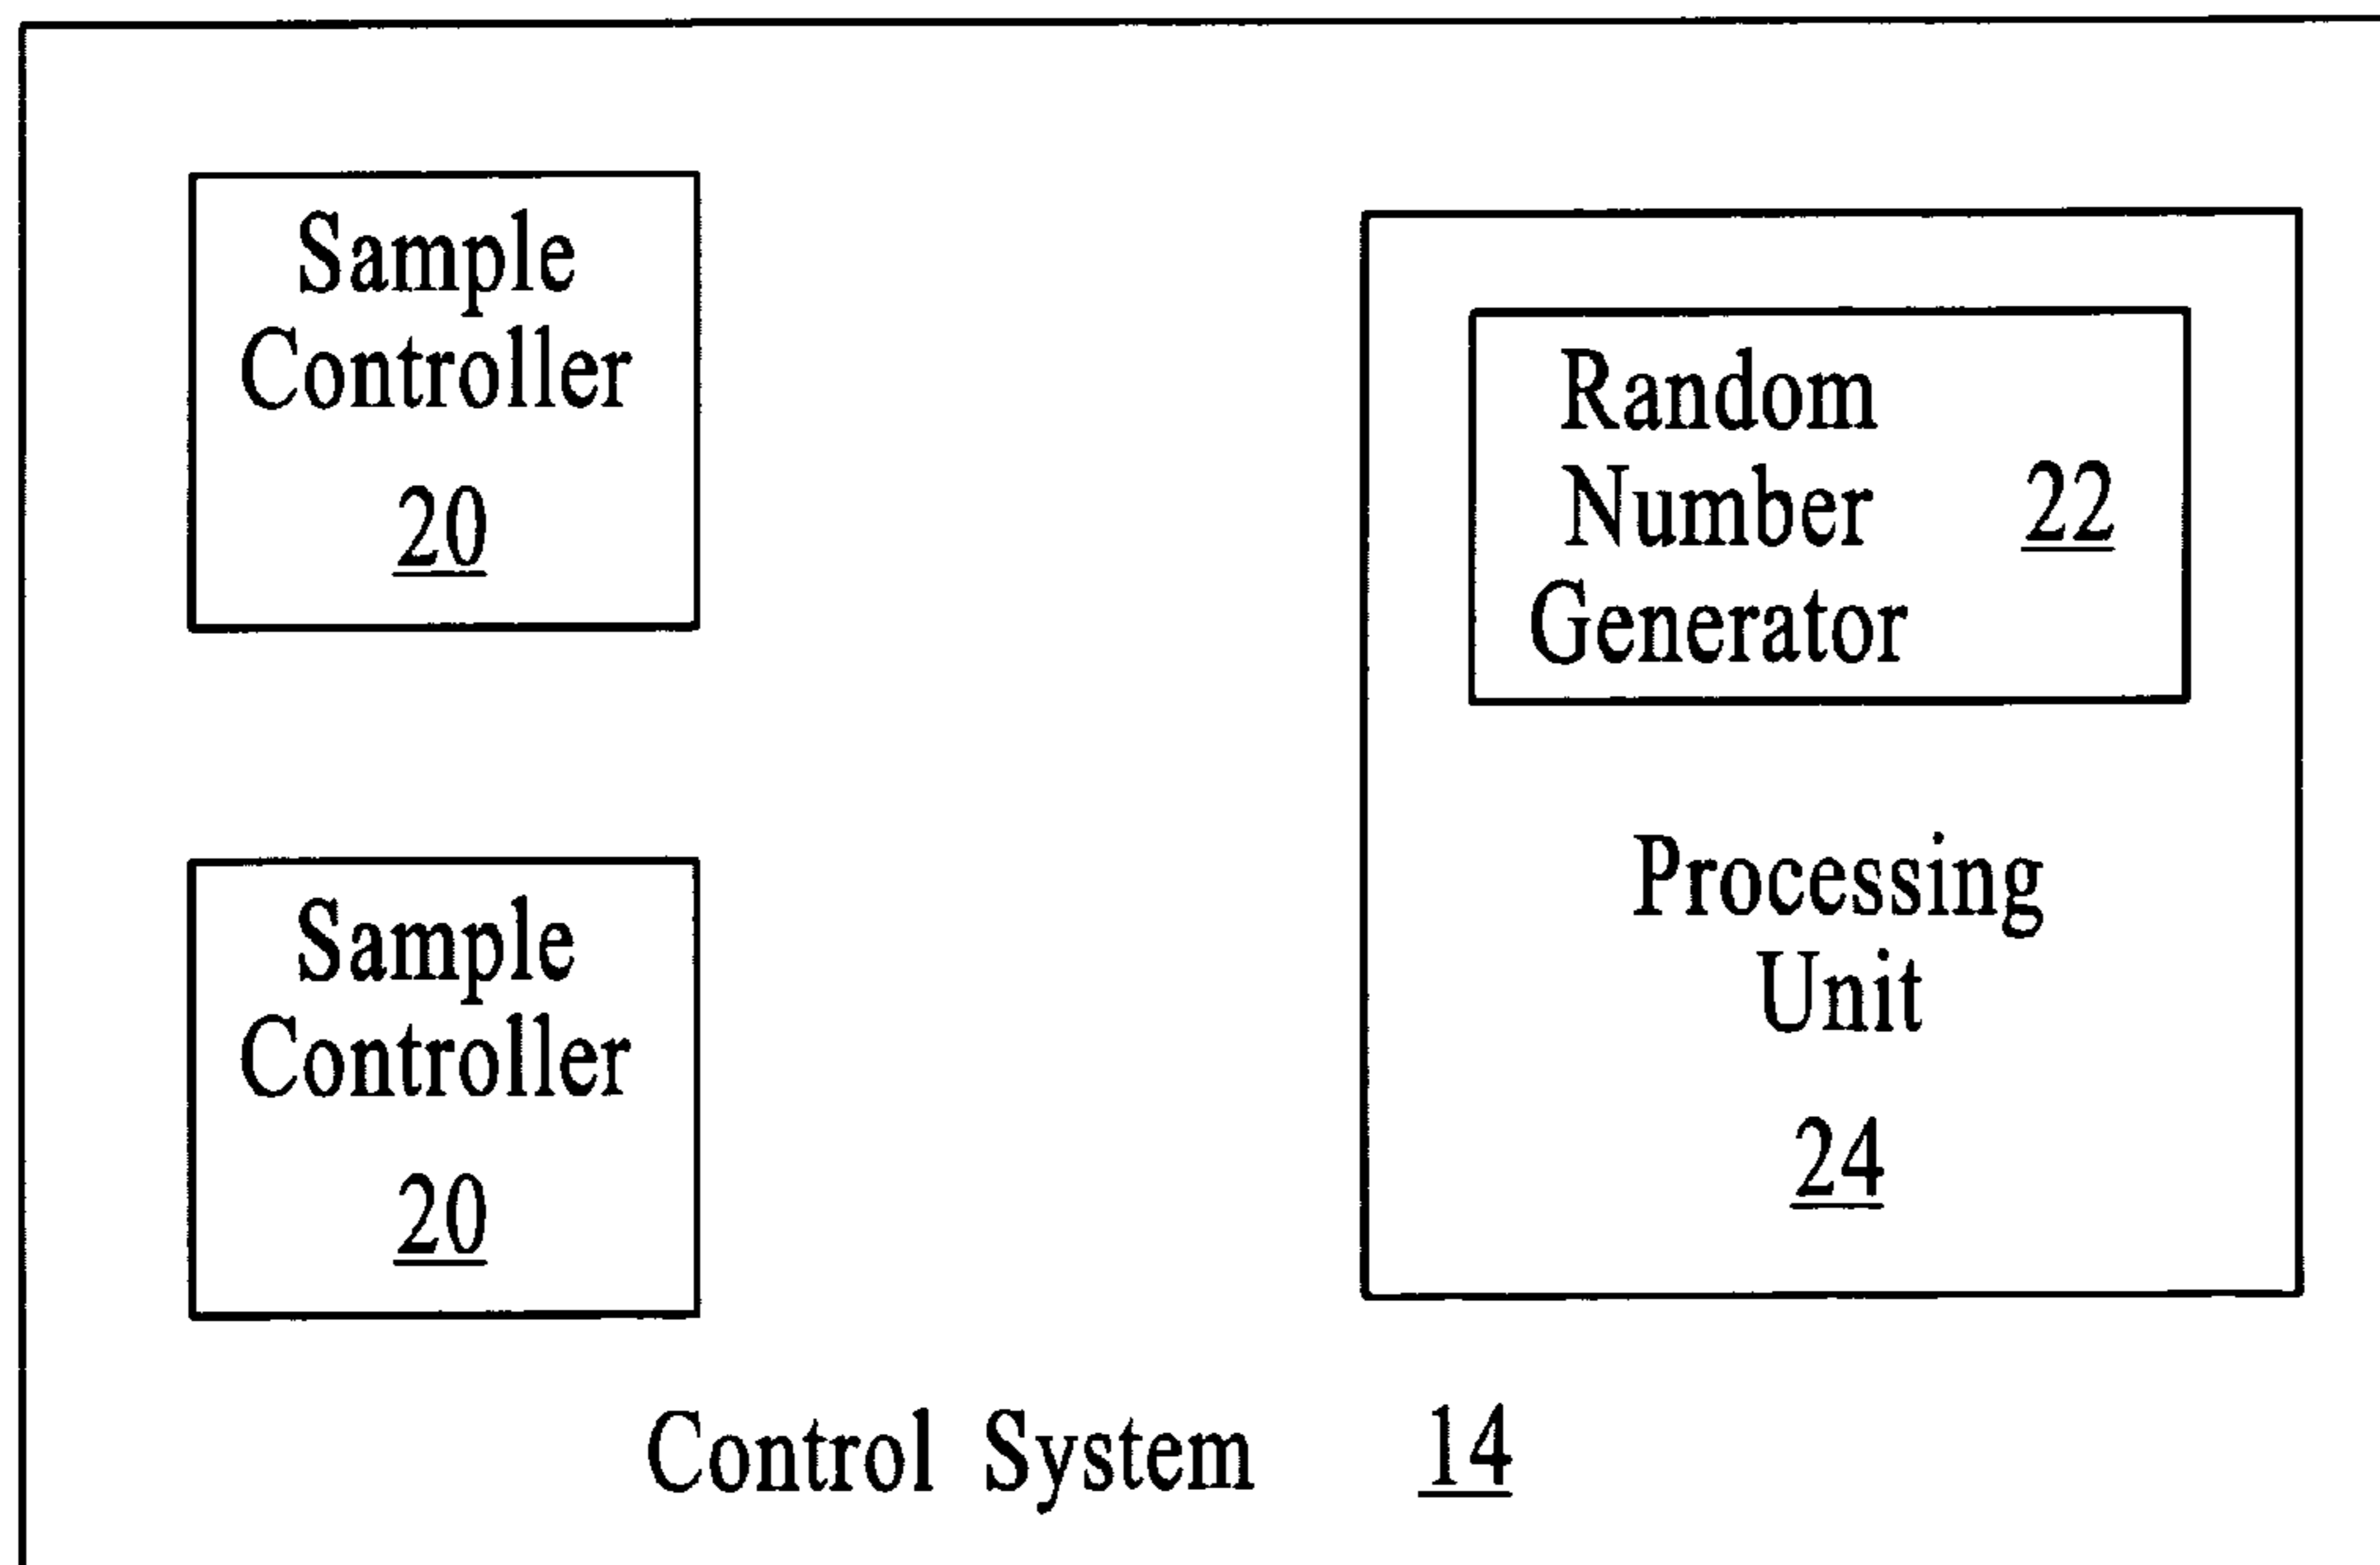 Sample
Controller
20
Random
Number 22
Generator
Sample
Controller
20
Processing
Unit
24
Control System 14